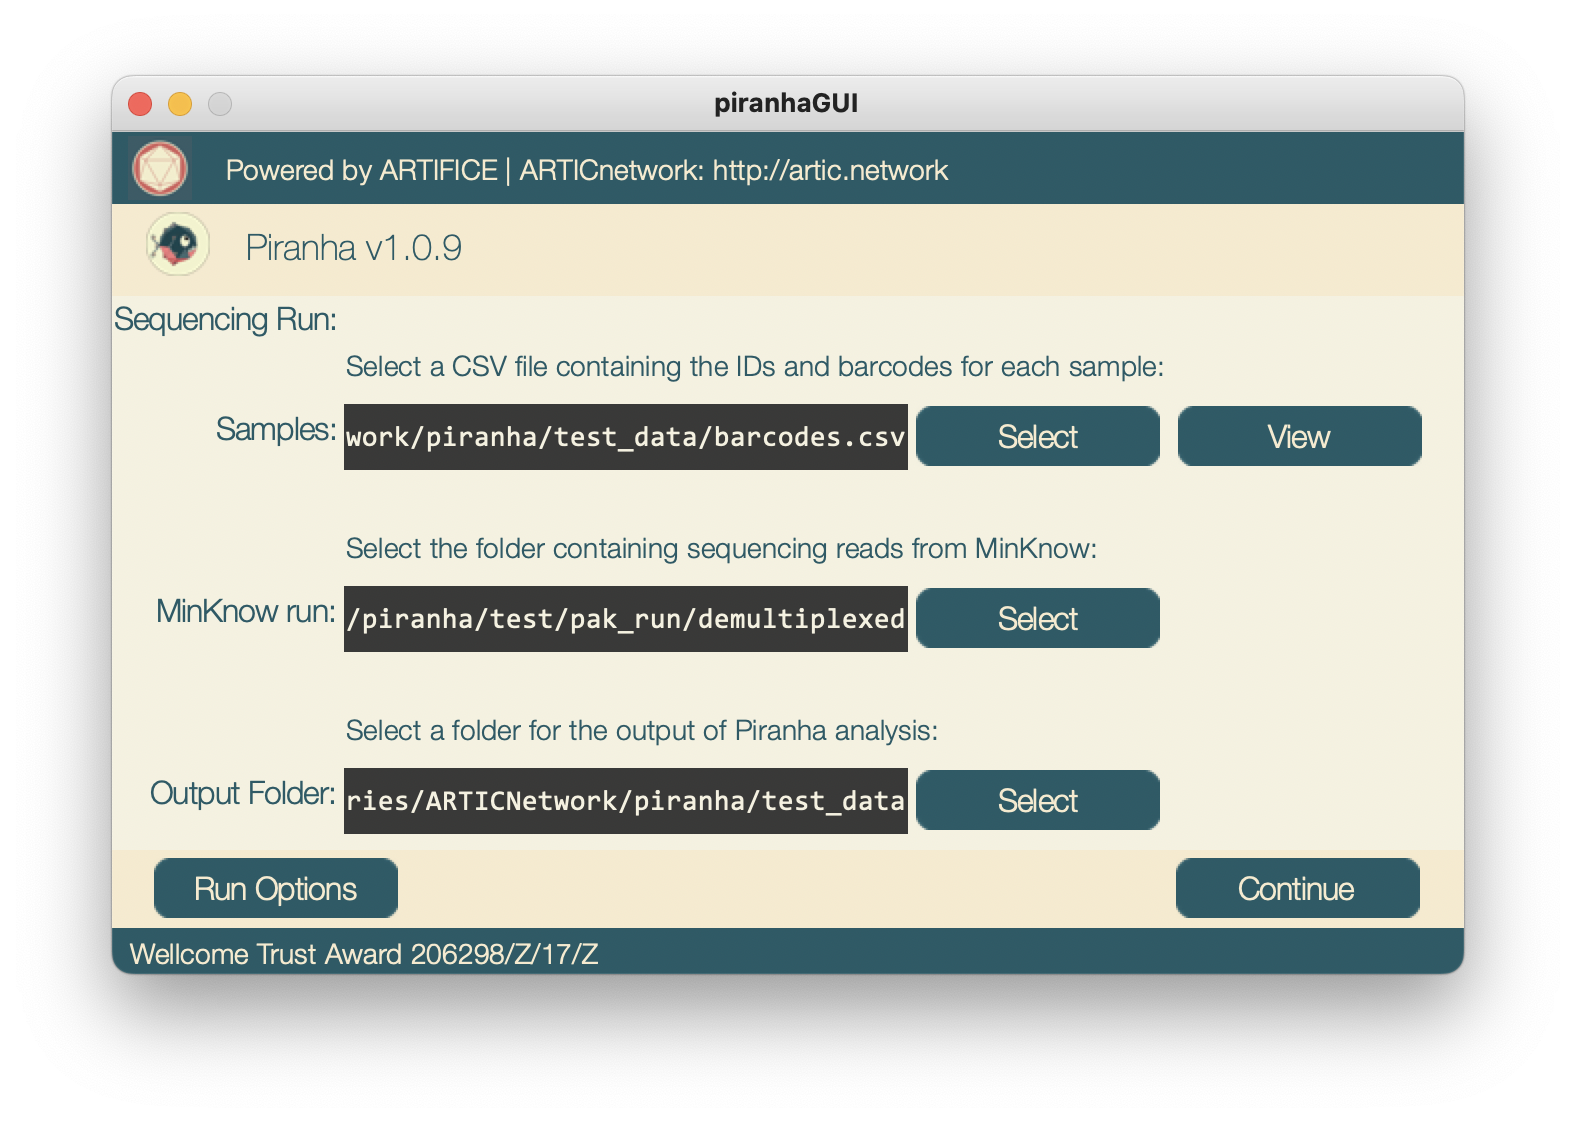 piranhaGUI
Powered by ARTIFICE | ARTICnetwork: http://artic.network
Piranha v1.0.9
Sequencing Run:
Select a CSV file containing the IDs and barcodes for each sample:
Samples: work/piranha/test_data/barcodes.csv Select View
Select the folder containing sequencing reads from MinKnow:
MinKnow run: /piranha/test/pak_run/demultiplexed Select
Select a folder for the output of Piranha analysis:
Output Folder: ries/ARTICNetwork/piranha/test_data Select
Run Options Continue
Wellcome Trust Award 206298/Z/17/Z